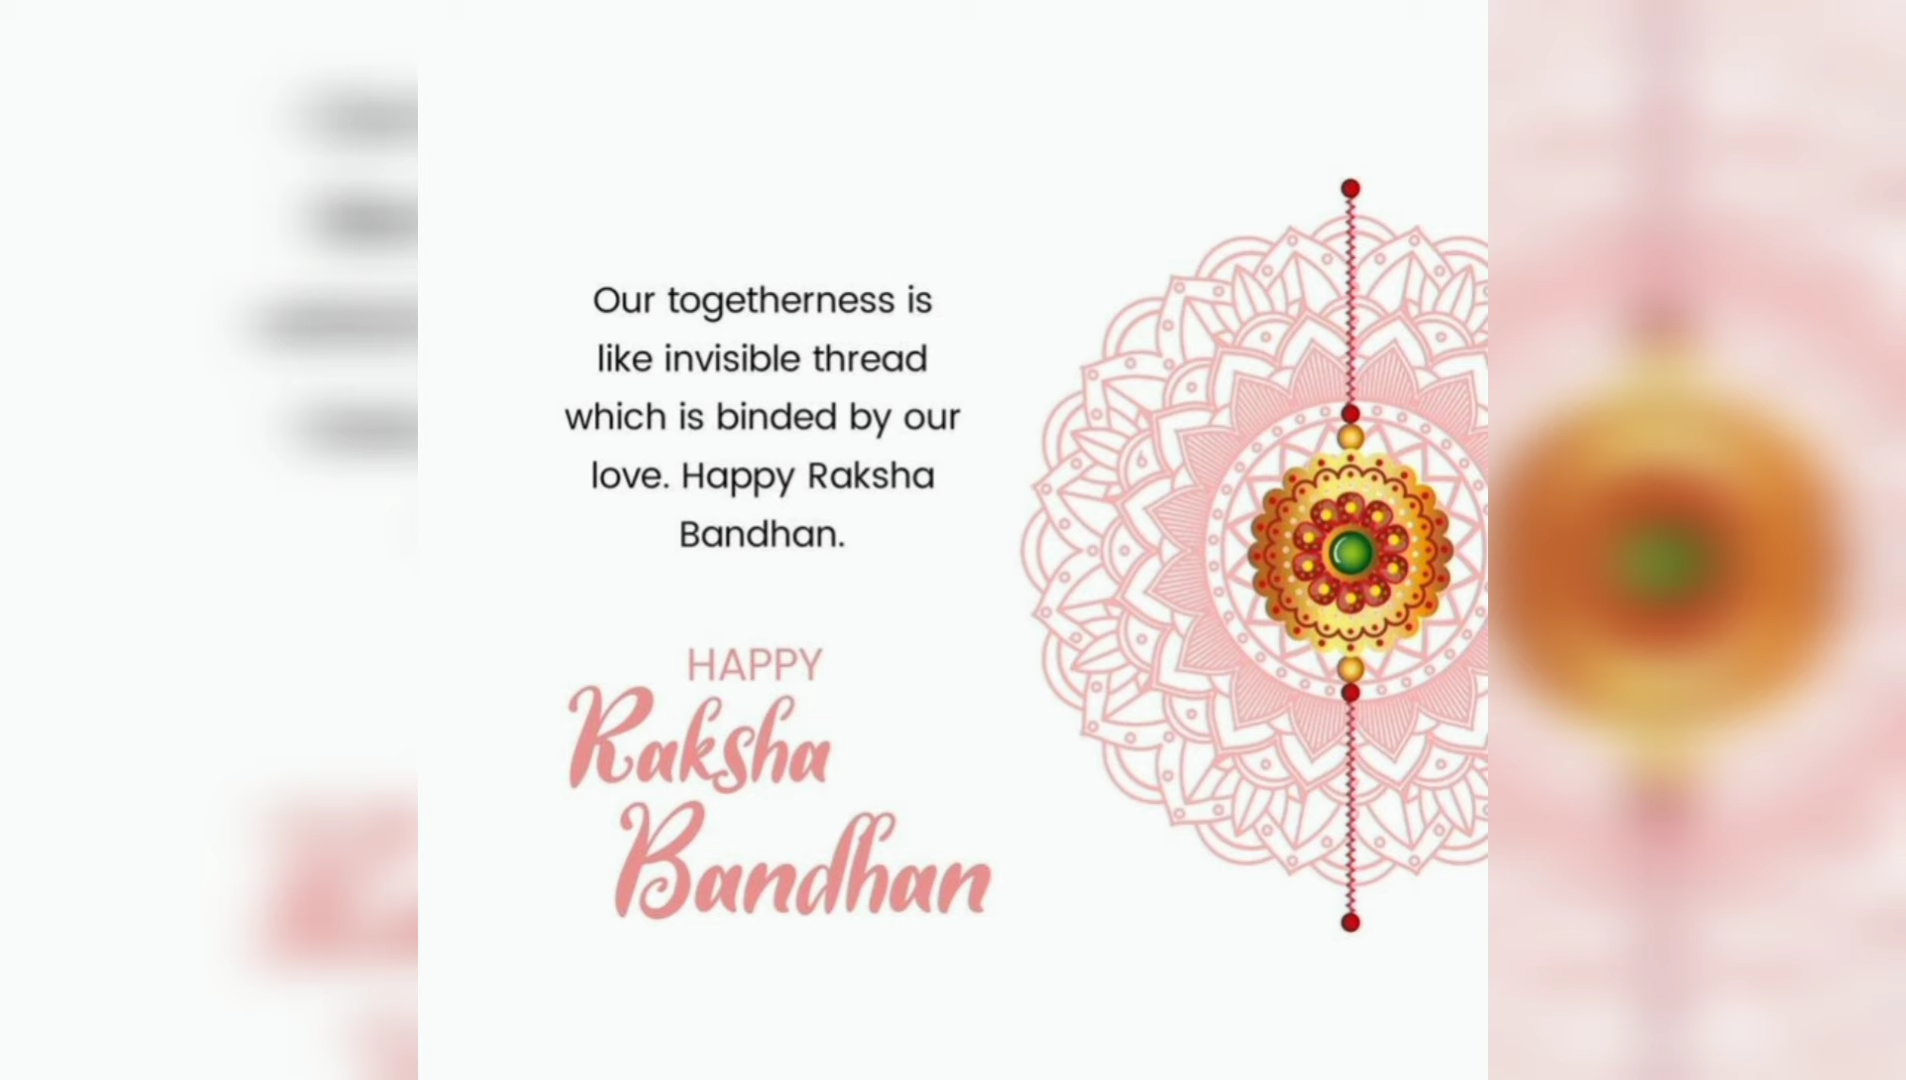 Our togetherness is
like invisible thread
which is binded by our
love. Happy Raksha
Bandhan.
HAPPY
Raksha
Bandhan